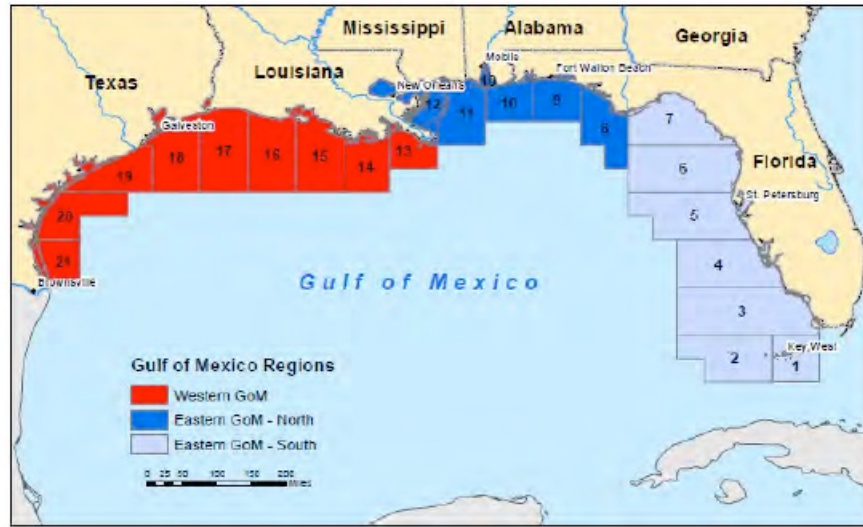 Mississippi
Alabama
Georgia
Texas
Louisiana
Mobile
Fort Walton Beach
New Orleans
Galveston
Florida
St. Petersburg
Brownsville
Key West
12
11
10
9
8
7
6
5
4
3
2
1
13
14
15
16
17
18
19
20
21
Gulf of Mexico
Gulf of Mexico Regions
Western GoM
Eastern GoM - North
Eastern GoM - South
0 25 50 100 150 200
Miles